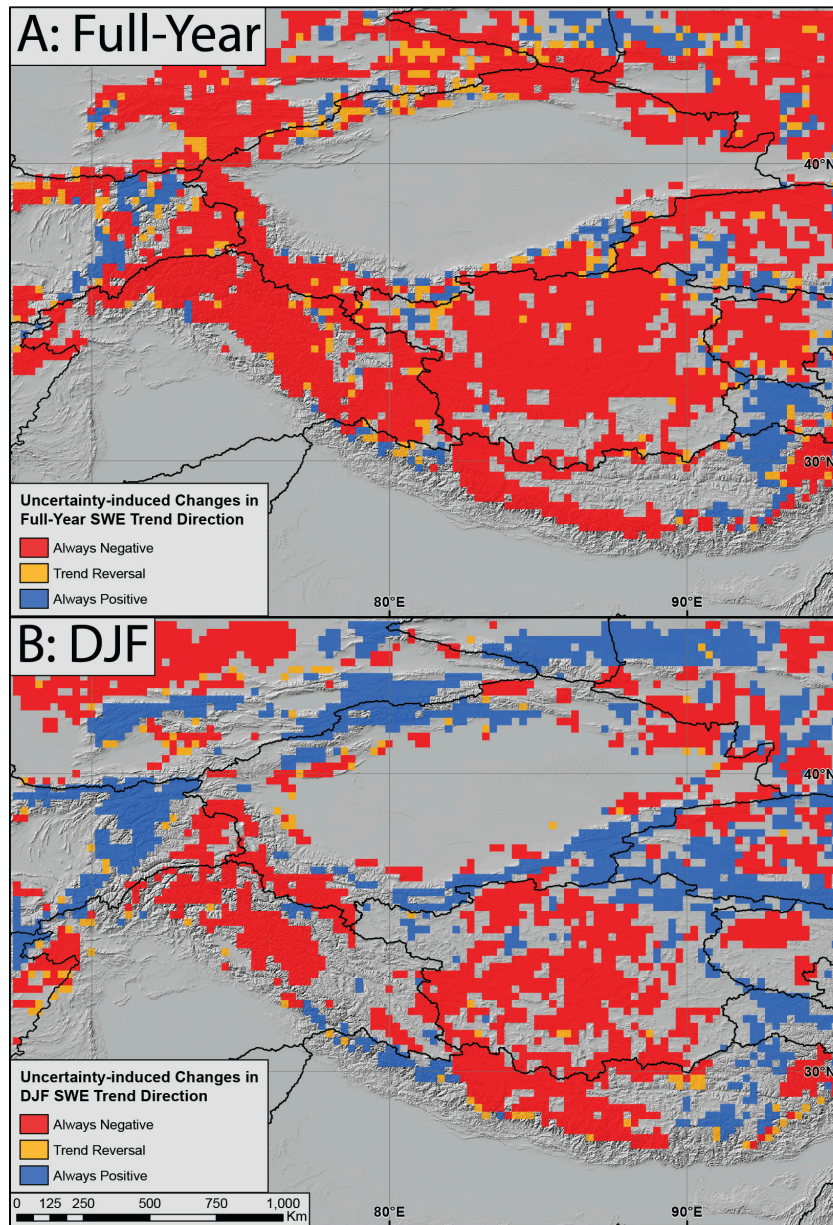 A: Full-Year
40°N
30°N
Uncertainty-induced Changes in
Full-Year SWE Trend Direction
Always Negative
Trend Reversal
Always Positive
80°E
90°E
B: DJF
40°N
30°N
Uncertainty-induced Changes in
DJF SWE Trend Direction
Always Negative
Trend Reversal
Always Positive
0 125 250 500 750 1,000
Km
80°E
90°E